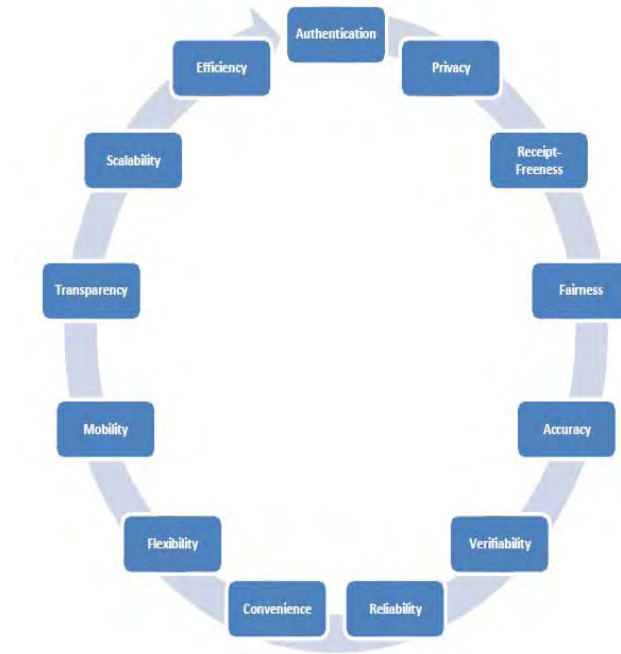 Authentication
Privacy
Receipt-
Freeness
Fairness
Accuracy
Verifiability
Reliability
Convenience
Flexibility
Mobility
Transparency
Scalability
Efficiency